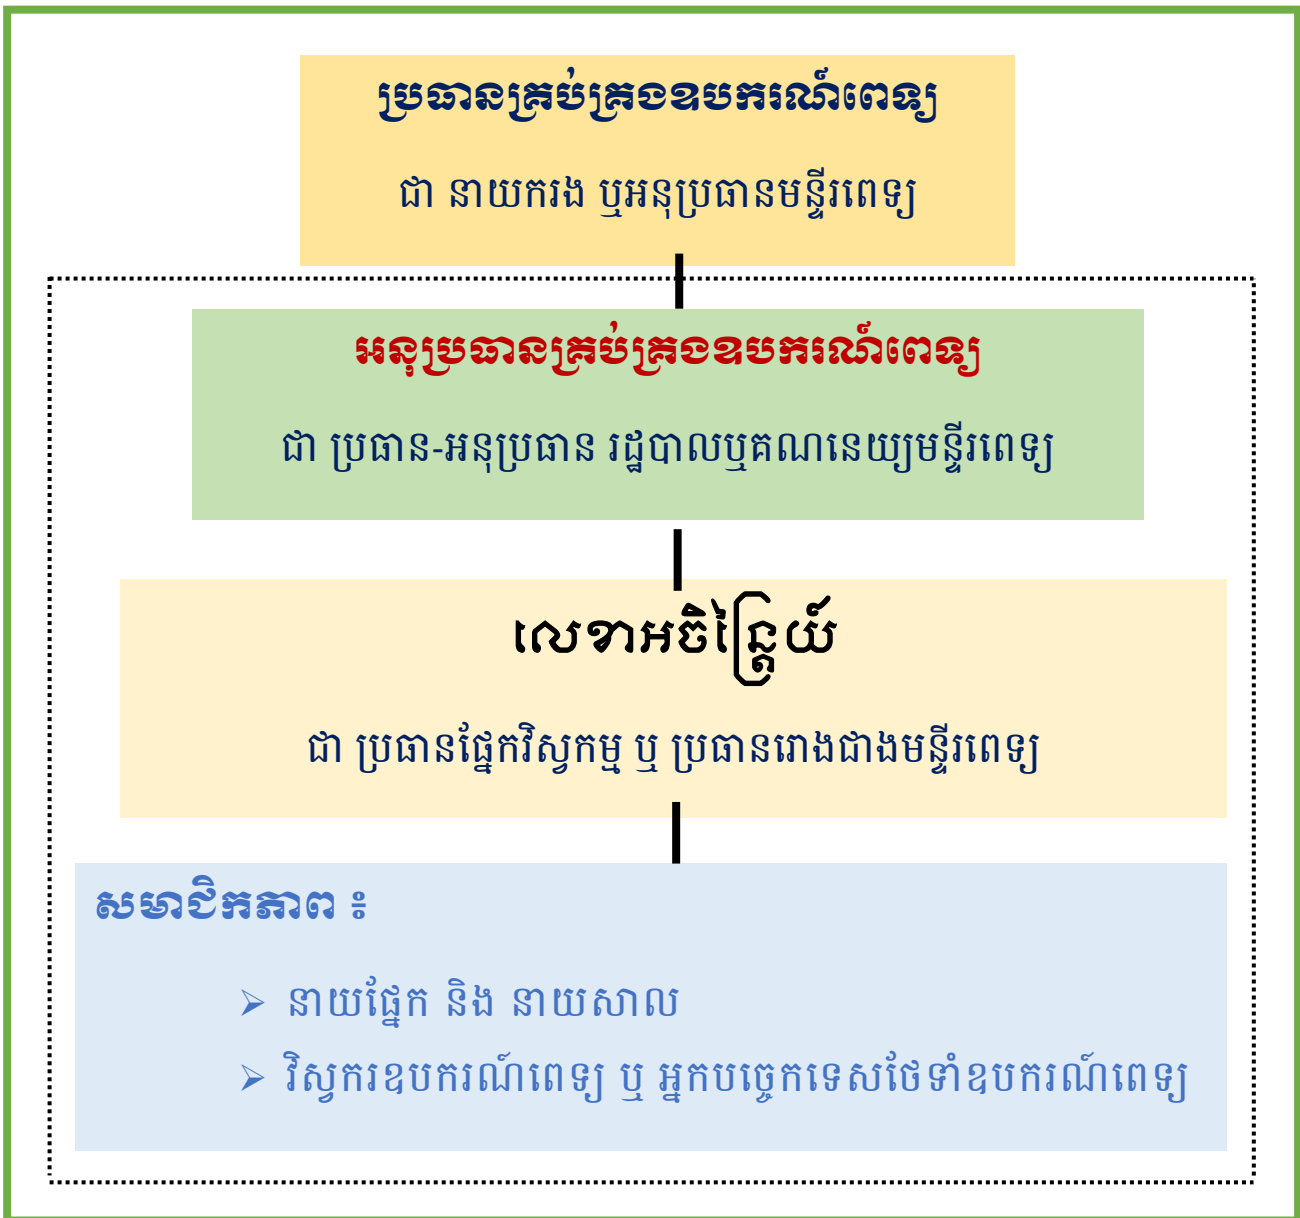 ប្រធានគ្រប់គ្រងឧបករណ៍ពេទ្យ
ជា នាយករង ឬអនុប្រធានមន្ទីរពេទ្យ
អនុប្រធានគ្រប់គ្រងឧបករណ៍ពេទ្យ
ជា ប្រធាន-អនុប្រធាន រដ្ឋបាលឬគណនេយ្យមន្ទីរពេទ្យ
លេខាអចិន្ត្រៃយ៍
ជា ប្រធានផ្នែកវិស្វកម្ម ឬ ប្រធានរោងជាងមន្ទីរពេទ្យ
សមាជិកភាព ៖
➢ នាយផ្នែក និង នាយសាល
➢ វិស្វករឧបករណ៍ពេទ្យ ឬ អ្នកបច្ចេកទេសថែទាំឧបករណ៍ពេទ្យ